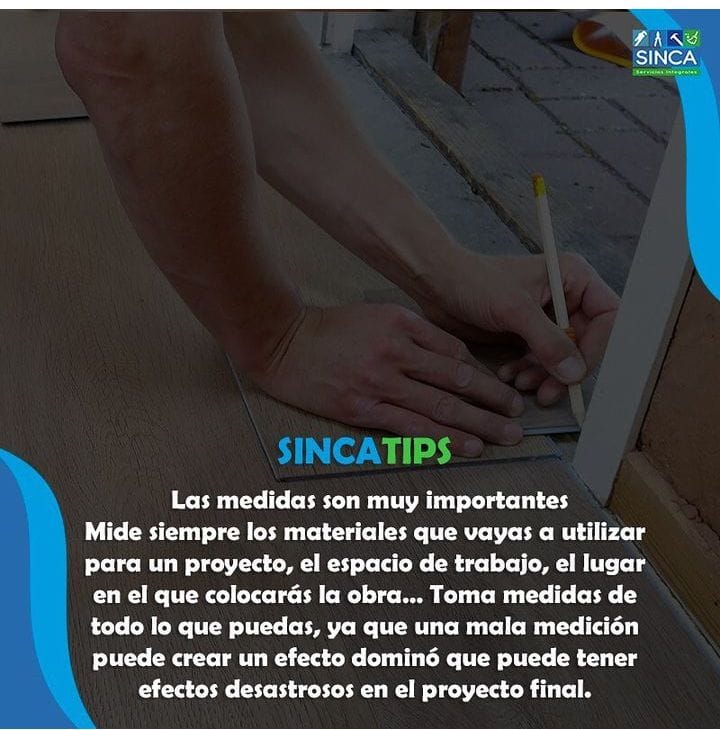 SINCA
Servicios Integrales
SINCATIPS
Las medidas son muy importantes
Mide siempre los materiales que vayas a utilizar
para un proyecto, el espacio de trabajo, el lugar
en el que colocarás la obra... Toma medidas de
todo lo que puedas, ya que una mala medición
puede crear un efecto dominó que puede tener
efectos desastrosos en el proyecto final.